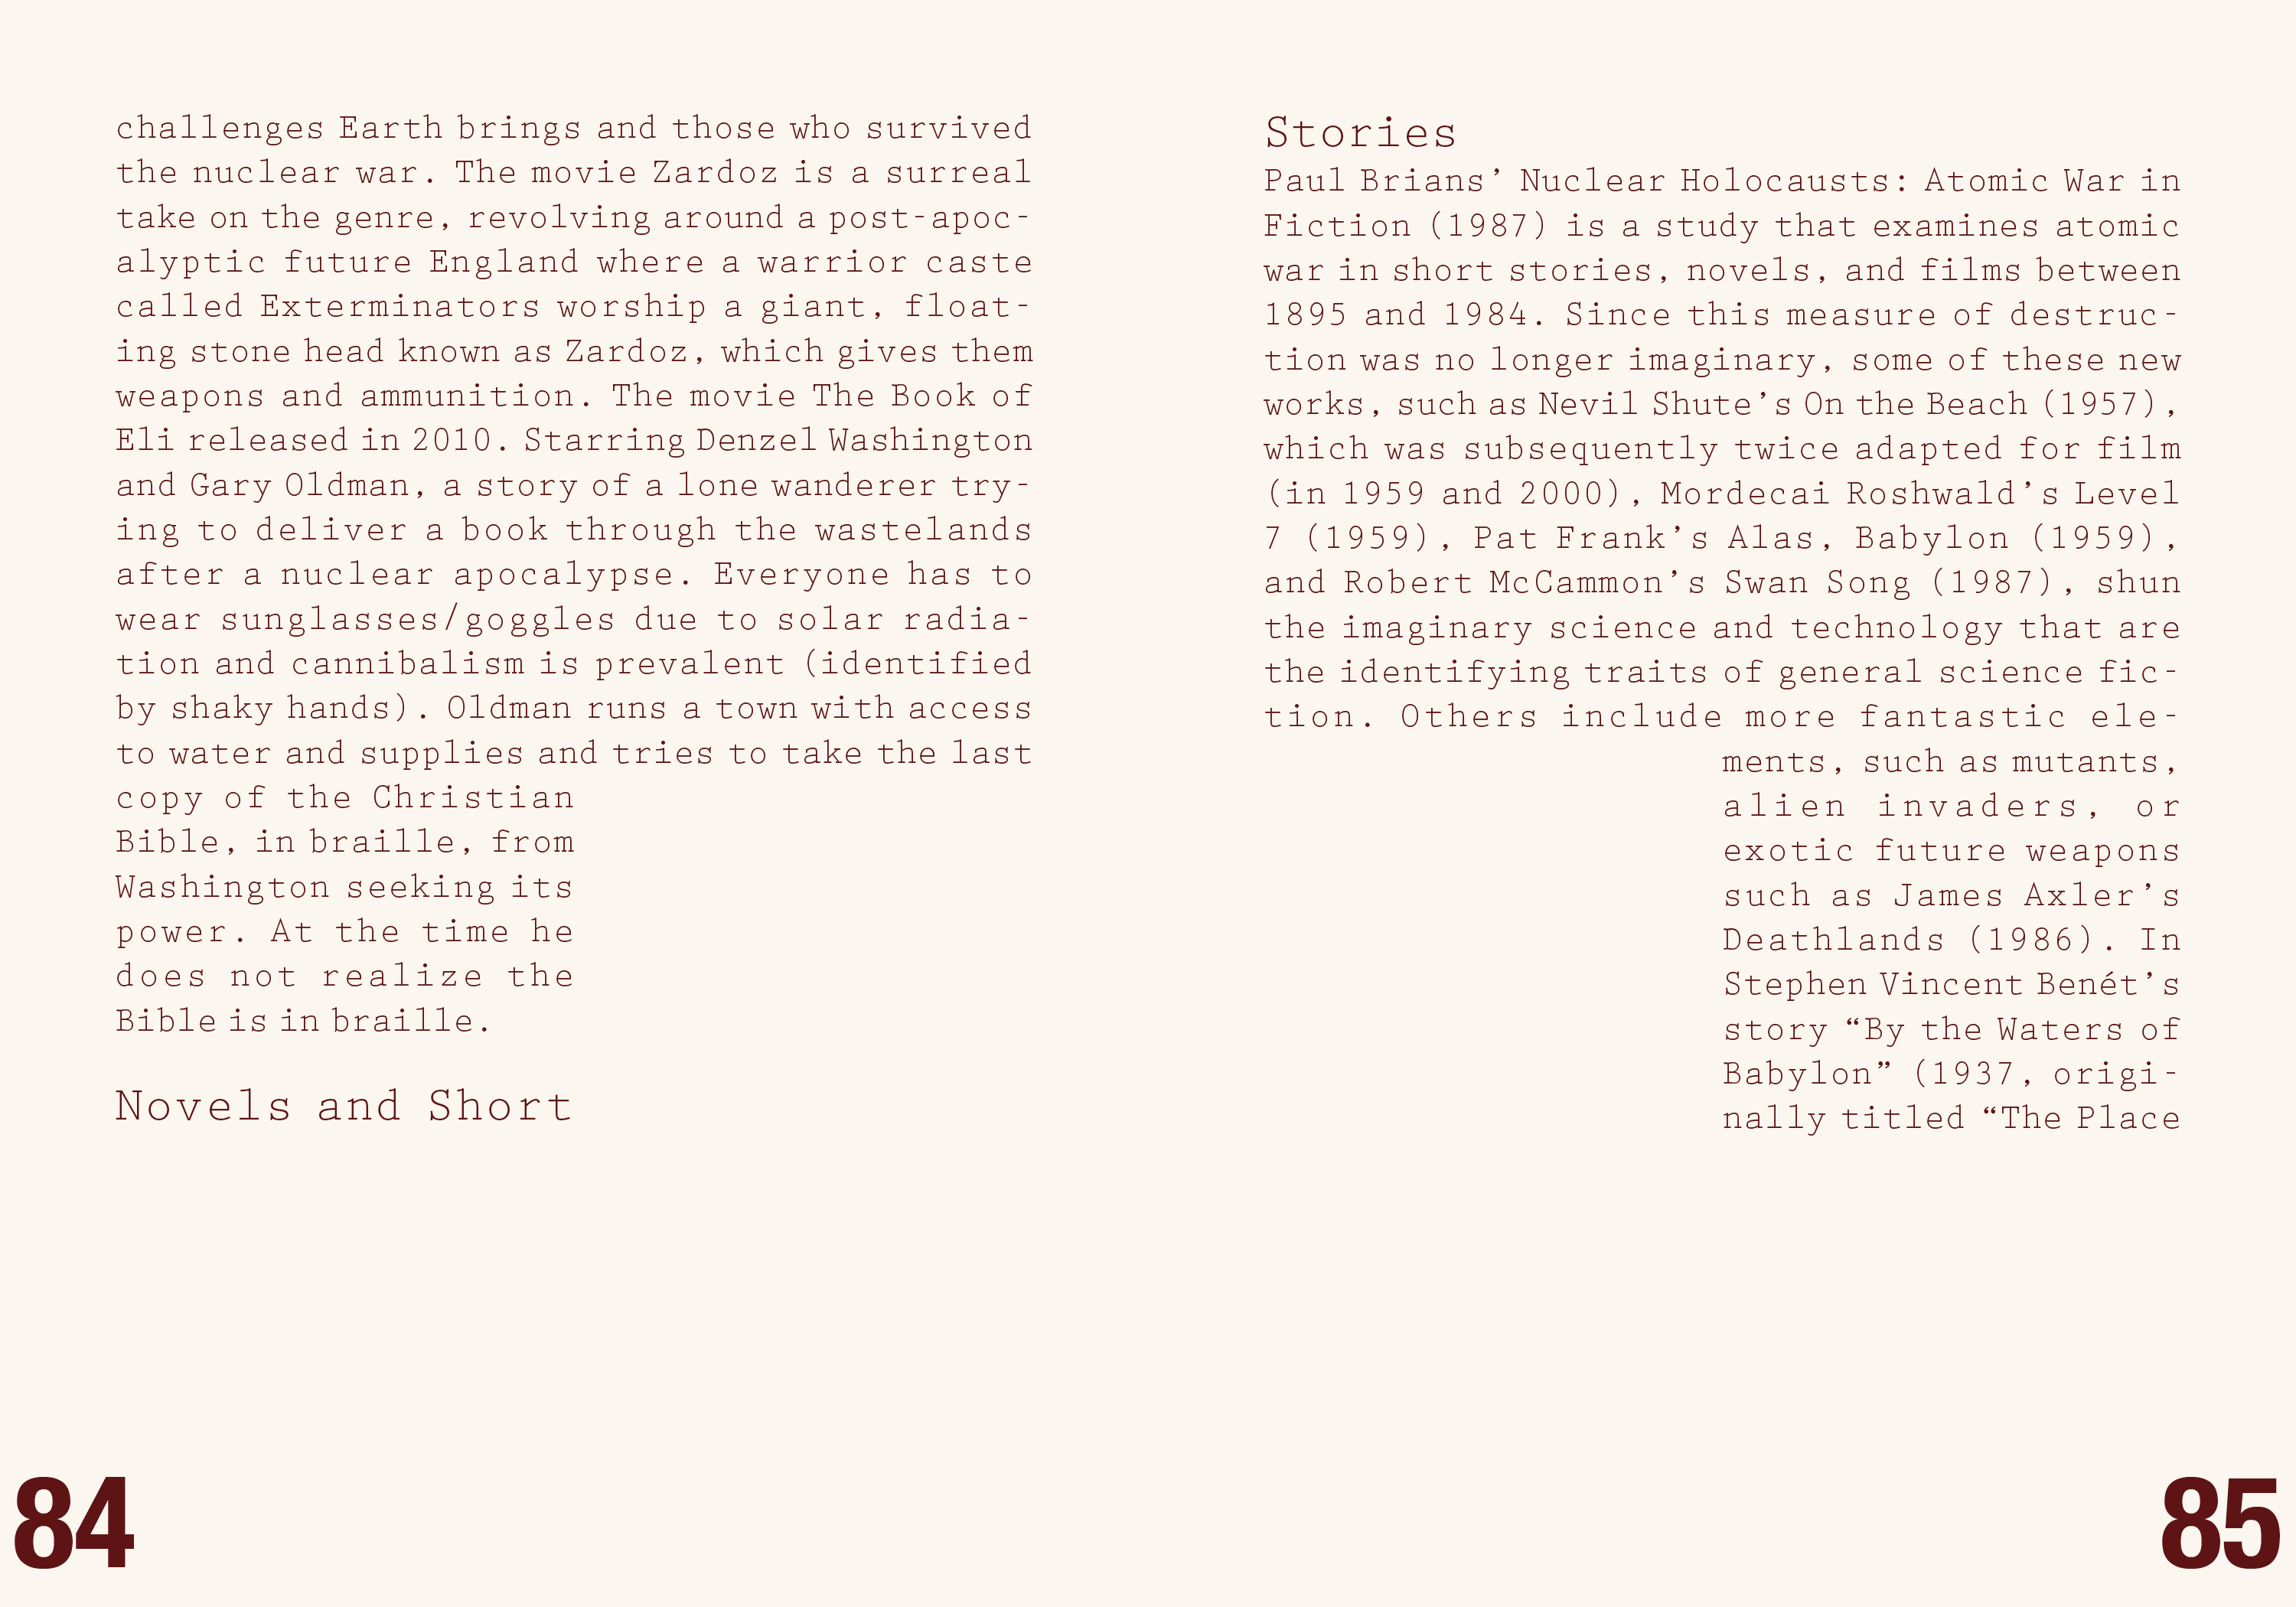 challenges Earth brings and those who survived
the nuclear war. The movie Zardoz is a surreal
take on the genre, revolving around a post-apoc-
alyptic future England where a warrior caste
called Exterminators worship a giant, float-
ing stone head known as Zardoz, which gives them
weapons and ammunition. The movie The Book of
Eli released in 2010. Starring Denzel Washington
and Gary Oldman, a story of a lone wanderer try-
ing to deliver a book through the wastelands
after a nuclear apocalypse. Everyone has to
wear sunglasses/goggles due to solar radia-
tion and cannibalism is prevalent (identified
by shaky hands). Oldman runs a town with access
to water and supplies and tries to take the last
copy of the Christian
Bible, in braille, from
Washington seeking its
power. At the time he
does not realize the
Bible is in braille.
Novels and Short
84
Stories
Paul Brians’ Nuclear Holocausts: Atomic War in
Fiction (1987) is a study that examines atomic
war in short stories, novels, and films between
1895 and 1984. Since this measure of destruc-
tion was no longer imaginary, some of these new
works, such as Nevil Shute’s On the Beach (1957),
which was subsequently twice adapted for film
(in 1959 and 2000), Mordecai Roshwald’s Level
7 (1959), Pat Frank’s Alas, Babylon (1959),
and Robert McCammon’s Swan Song (1987), shun
the imaginary science and technology that are
the identifying traits of general science fic-
tion. Others include more fantastic ele-
ments, such as mutants,
alien invaders, or
exotic future weapons
such as James Axler’s
Deathlands (1986). In
Stephen Vincent Benét’s
story “By the Waters of
Babylon” (1937, origi-
nally titled “The Place
85